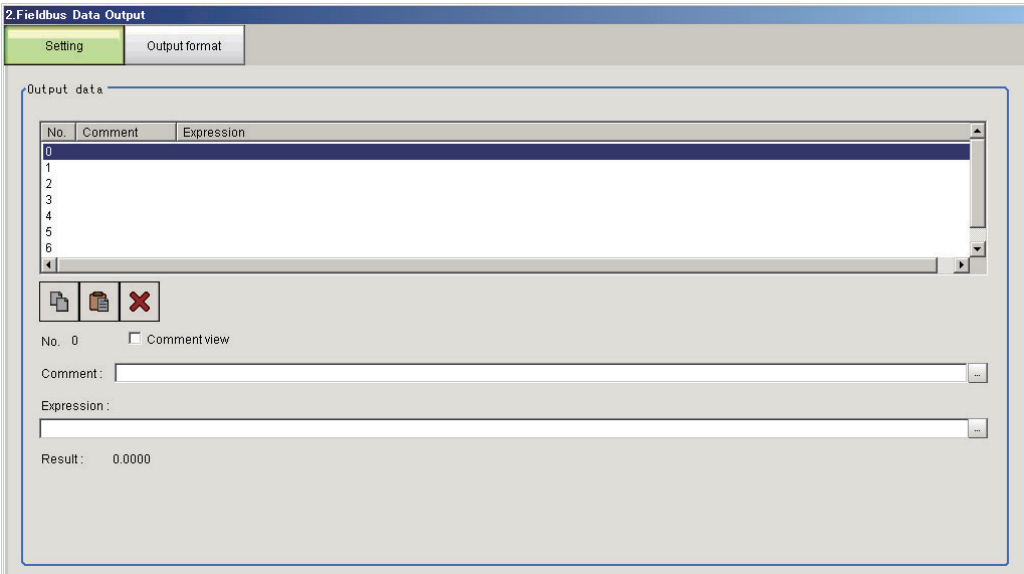 2.Fieldbus Data Output
Setting Output format
Output data
No. Comment Expression
0
1
2
3
4
5
6
No. 0 Comment view
Comment : ...
Expression :
...
Result : 0.0000